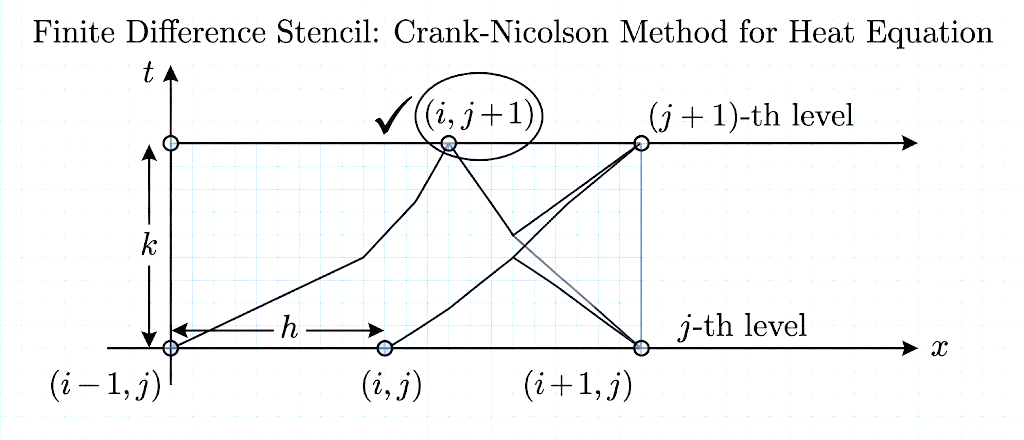 Finite Difference Stencil: Crank-Nicolson Method for Heat Equation
t
✓ (i, j+1)
(j + 1)-th level
k
h
j-th level
x
(i−1, j)
(i, j)
(i+1, j)